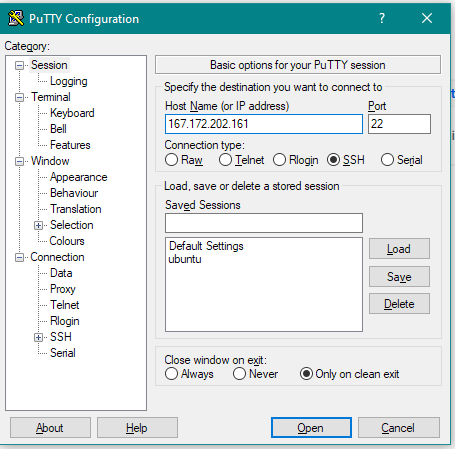 PuTTY Configuration
?
Category:
Session
Logging
Terminal
Keyboard
Bell
Features
Window
Appearance
Behaviour
Translation
Selection
Colours
Connection
Data
Proxy
Telnet
Rlogin
SSH
Serial
Basic options for your PuTTY session
Specify the destination you want to connect to
Host Name (or IP address) Port
167.172.202.161 22
Connection type:
Raw Telnet Rlogin SSH Serial
Load, save or delete a stored session
Saved Sessions
Default Settings
ubuntu
Load
Save
Delete
Close window on exit:
Always Never Only on clean exit
About Help Open Cancel